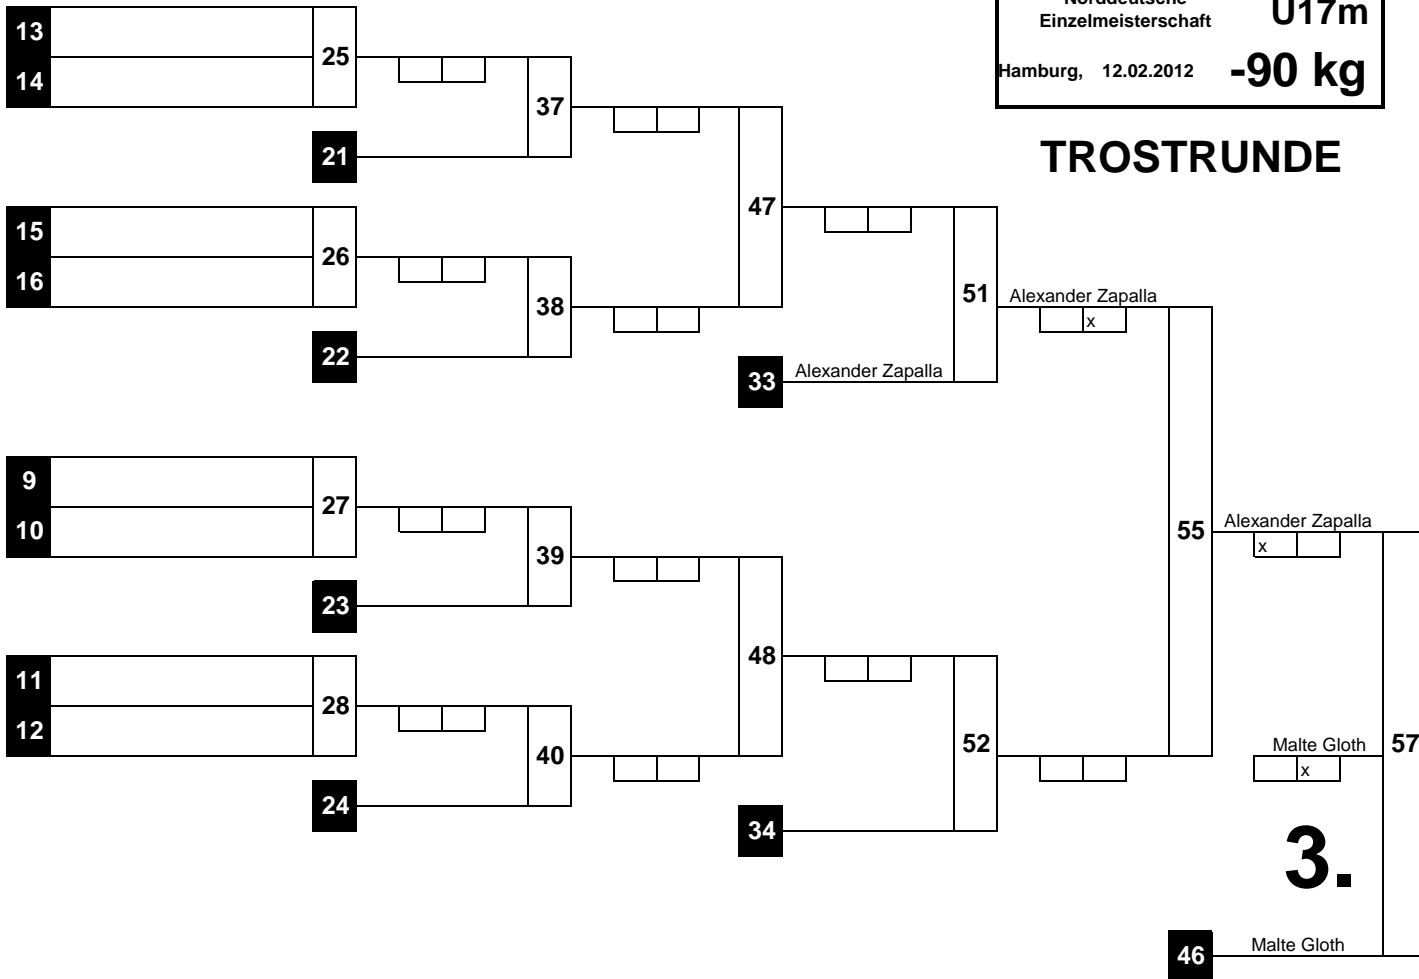 Norddeutsche
Einzelmeisterschaft U17m
Hamburg, 12.02.2012 -90 kg
TROSTRUNDE
13
25
14
37
21
47
15
26
16
51
Alexander Zapalla
38
x
22
33
Alexander Zapalla
9
27
10
Alexander Zapalla
55
x
39
23
48
11
28
12
52
Malte Gloth
57
40
x
24
34
3.
46
Malte Gloth